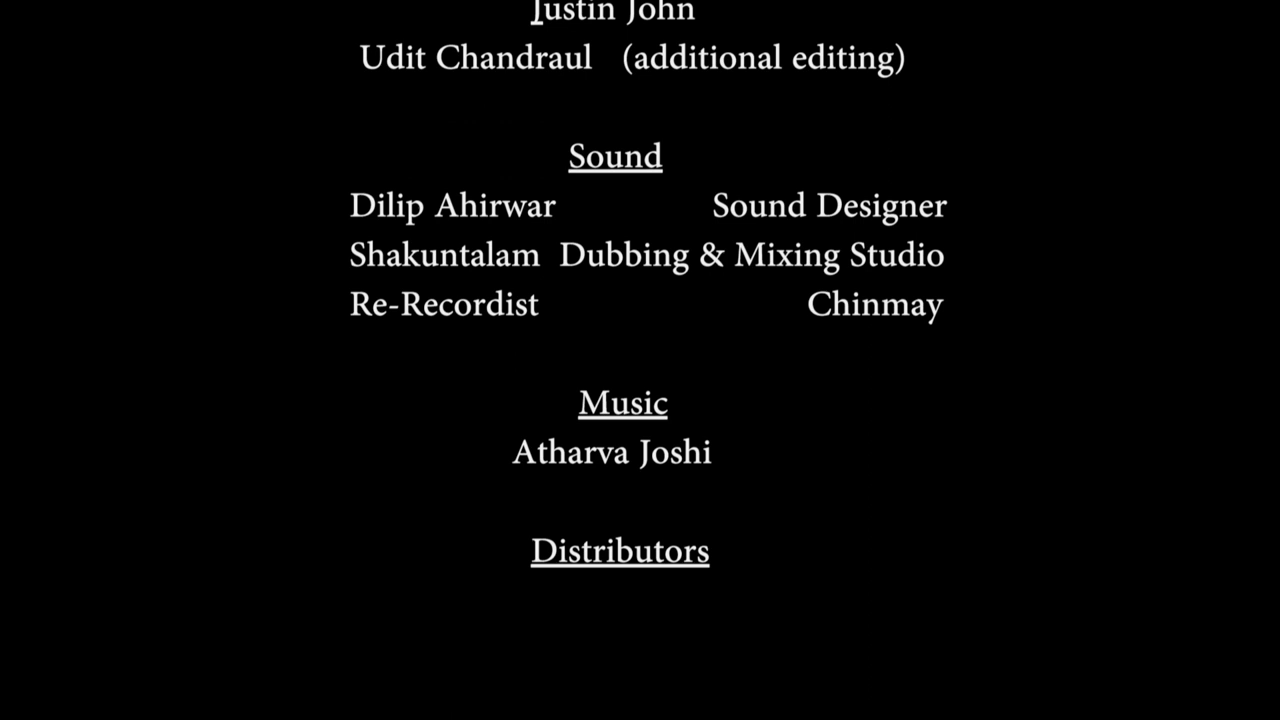 Justin John
Udit Chandraul (additional editing)
Sound
Dilip Ahirwar Sound Designer
Shakuntalam Dubbing & Mixing Studio
Re-Recordist Chinmay
Music
Atharva Joshi
Distributors